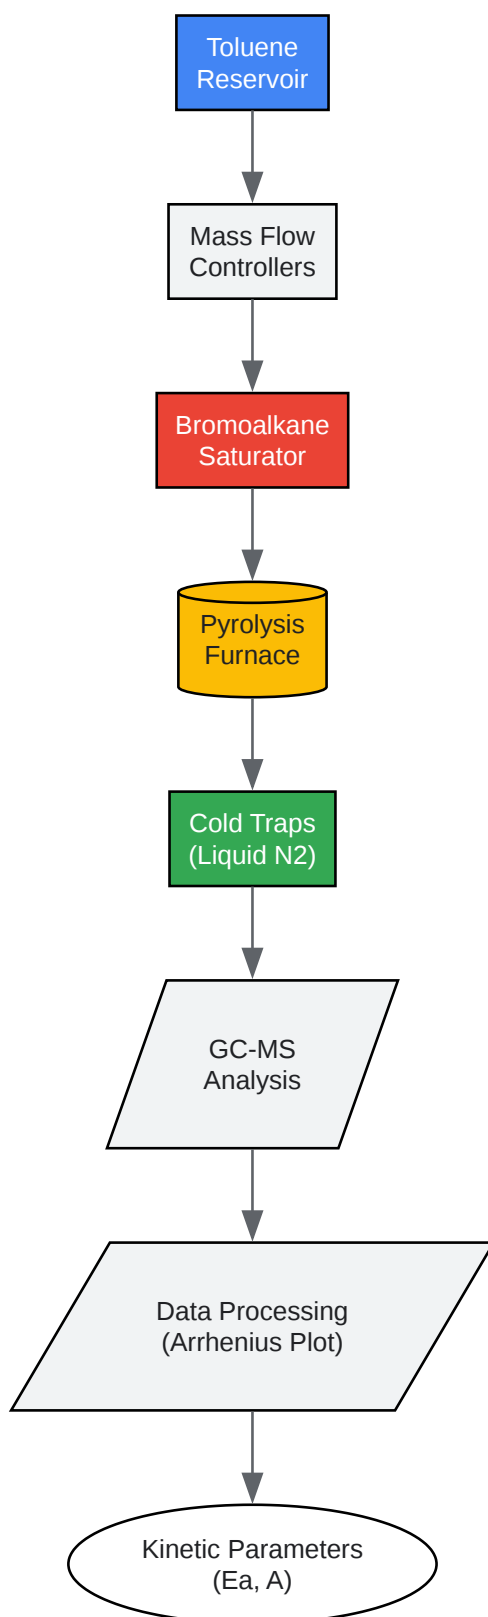 Toluene
Reservoir
Mass Flow
Controllers
Bromoalkane
Saturator
Pyrolysis
Furnace
Cold Traps
(Liquid N2)
GC-MS
Analysis
Data Processing
(Arrhenius Plot)
Kinetic Parameters
(Ea, A)